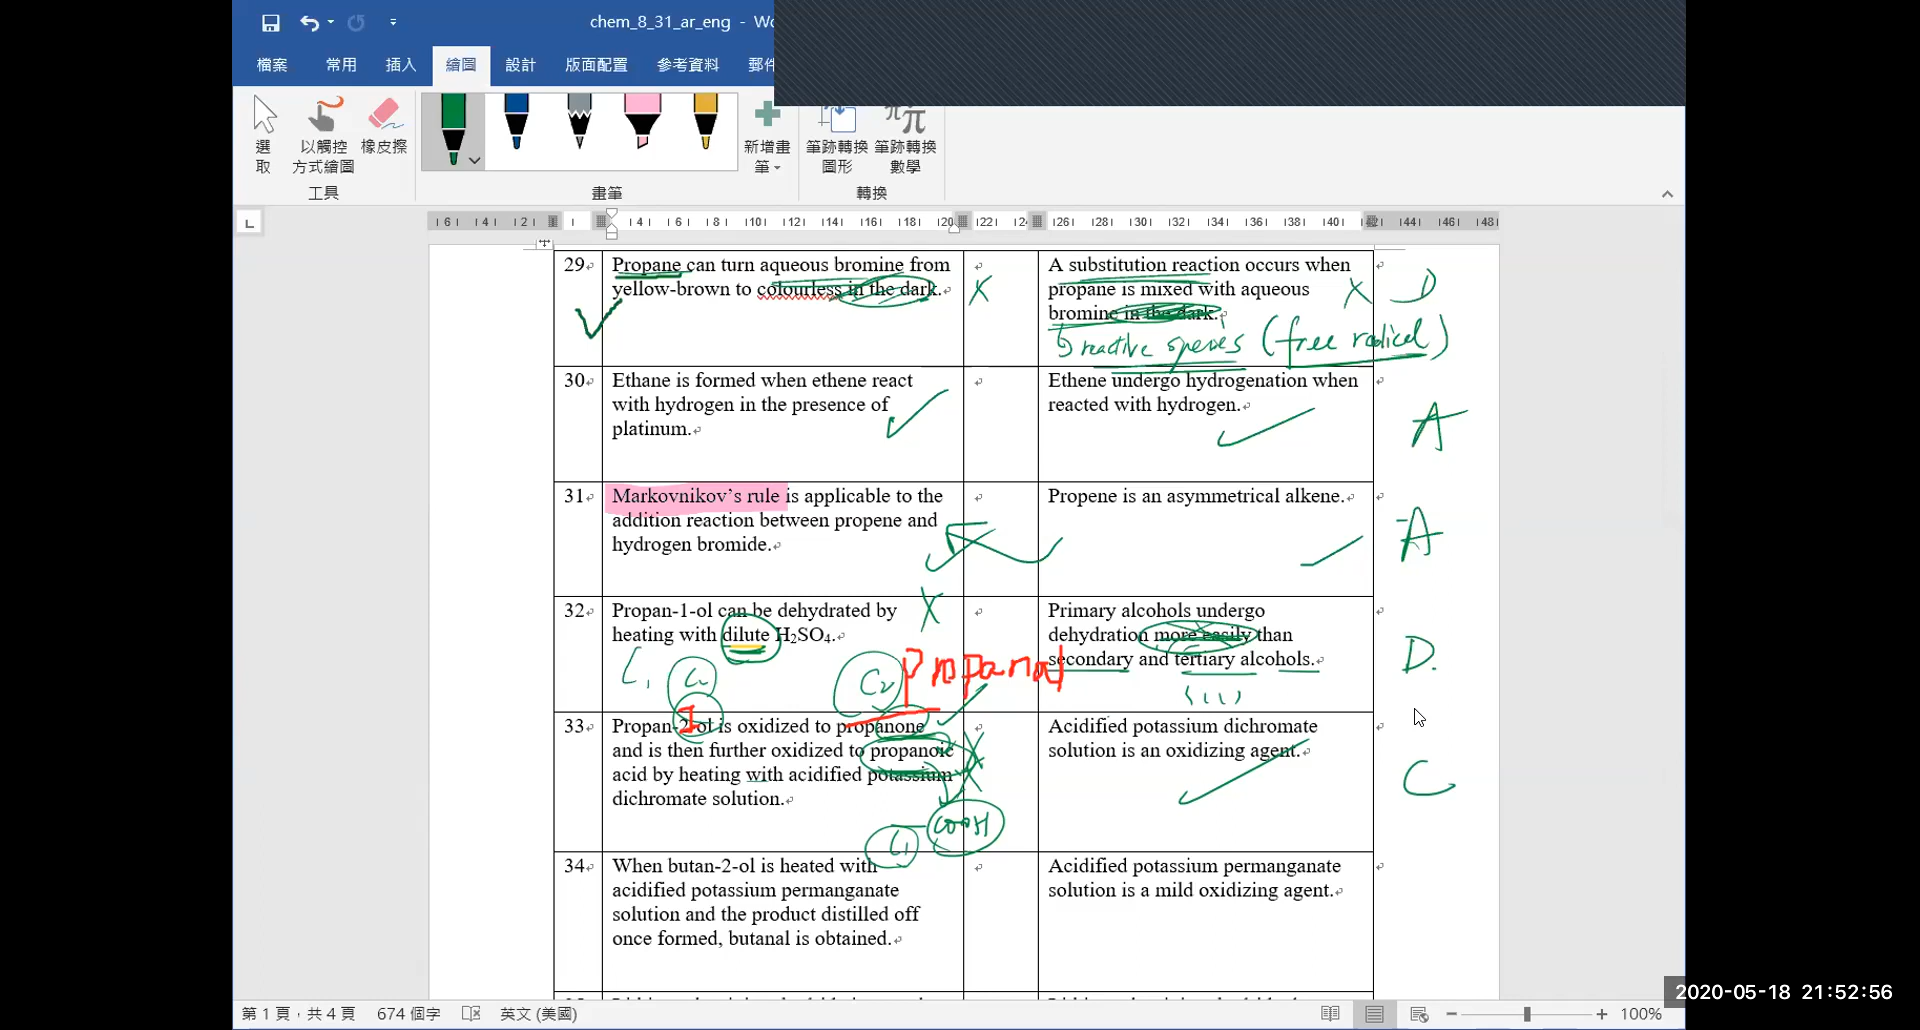 chem_8_31_ar_eng - Wo
檔案 常用 插入 繪圖 設計 版面配置 參考資料 郵件
選取
以觸控方式繪圖
橡皮擦
新增畫筆
筆跡轉換圖形
筆跡轉換數學
工具 畫筆 轉換
29 Propane can turn aqueous bromine from
yellow-brown to colourless in the dark.
X
A substitution reaction occurs when
propane is mixed with aqueous
bromine in the dark.
X D
reactive species (free radical)
30 Ethane is formed when ethene react
with hydrogen in the presence of
platinum.
Ethene undergo hydrogenation when
reacted with hydrogen.
A
31 Markovnikov's rule is applicable to the
addition reaction between propene and
hydrogen bromide.
Propene is an asymmetrical alkene.
A
32 Propan-1-ol can be dehydrated by
heating with dilute H₂SO₄.
X
Primary alcohols undergo
dehydration more easily than
secondary and tertiary alcohols.
D.
C₂
Propanol
33 Propan-2-ol is oxidized to propanone
and is then further oxidized to propanoic
acid by heating with acidified potassium
dichromate solution.
X
COOH
C₁
Acidified potassium dichromate
solution is an oxidizing agent.
C
34 When butan-2-ol is heated with
acidified potassium permanganate
solution and the product distilled off
once formed, butanal is obtained.
Acidified potassium permanganate
solution is a mild oxidizing agent.
第 1 頁，共 4 頁 674 個字 英文 (美國) 100%
2020-05-18 21:52:56